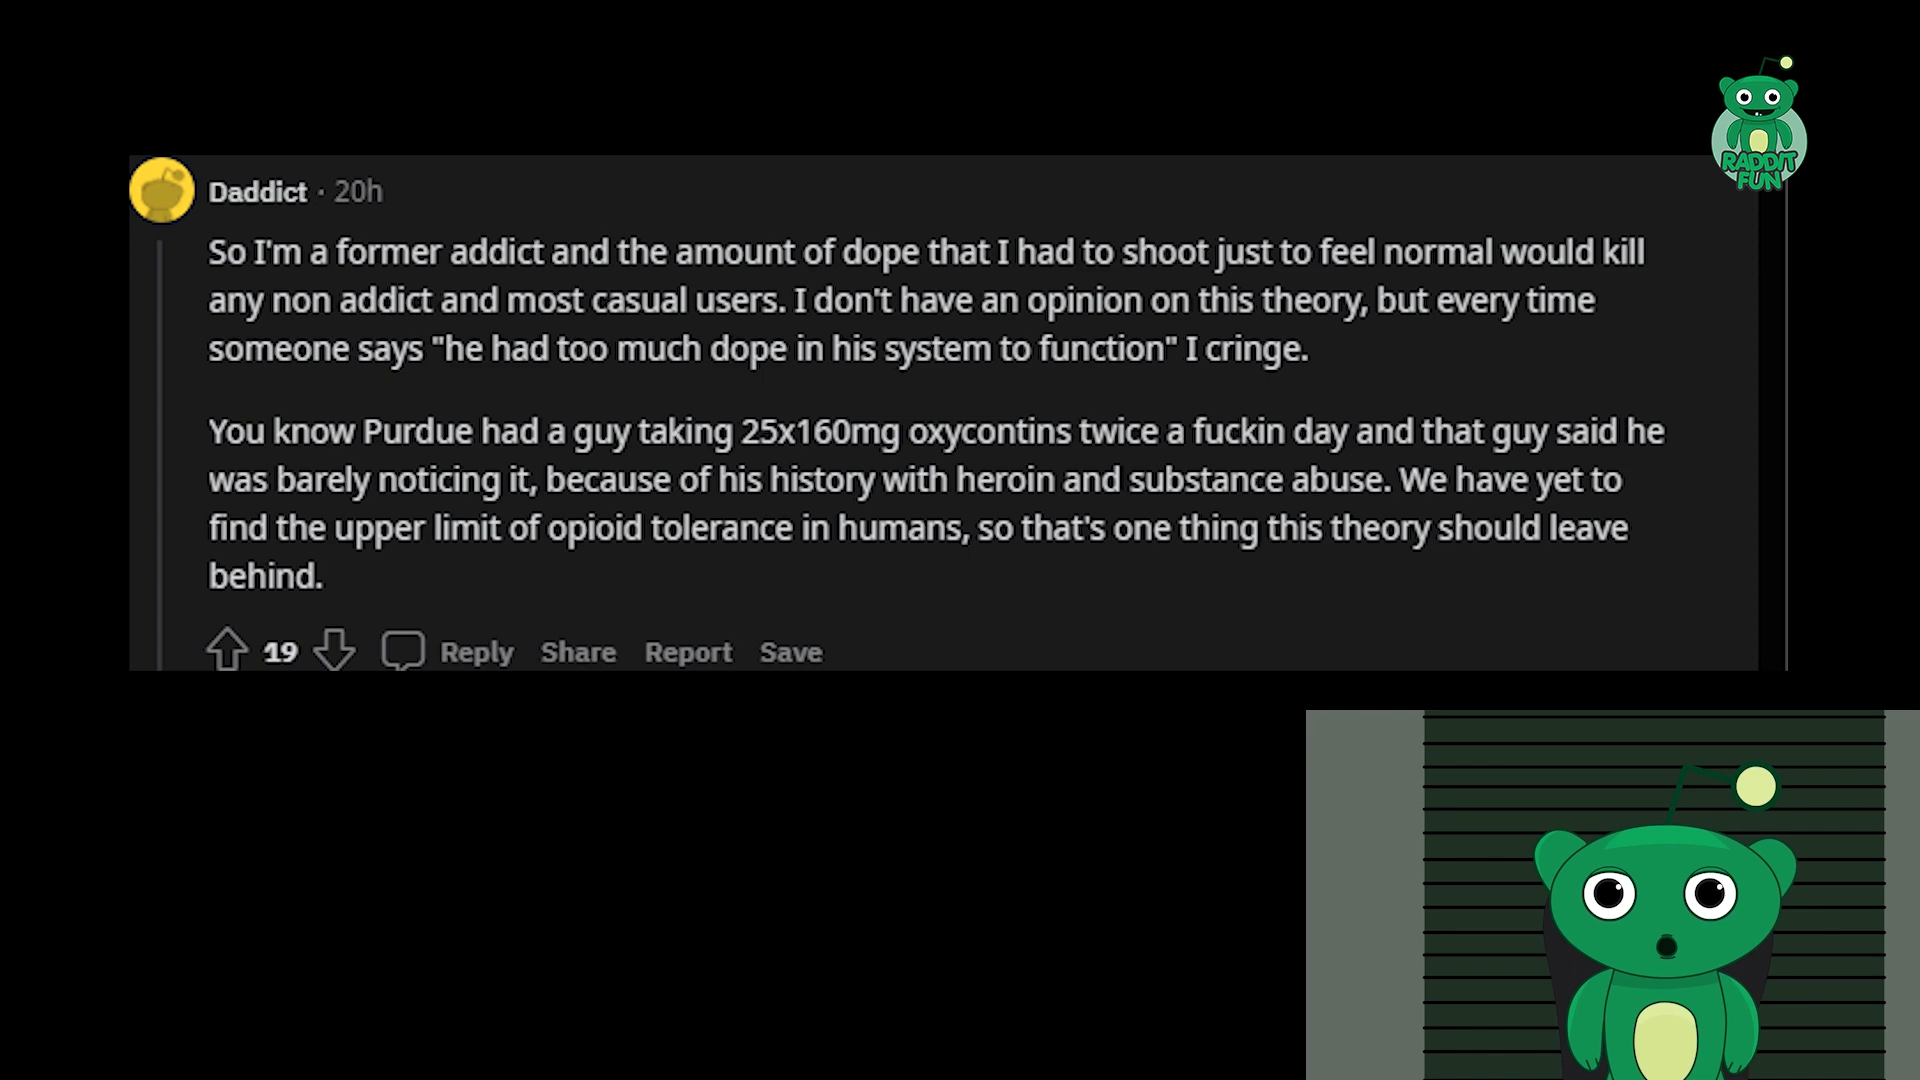 RADDIT
FUN
Daddict · 20h
So I'm a former addict and the amount of dope that I had to shoot just to feel normal would kill
any non addict and most casual users. I don't have an opinion on this theory, but every time
someone says "he had too much dope in his system to function" I cringe.
You know Purdue had a guy taking 25x160mg oxycontins twice a fuckin day and that guy said he
was barely noticing it, because of his history with heroin and substance abuse. We have yet to
find the upper limit of opioid tolerance in humans, so that's one thing this theory should leave
behind.
19 Reply Share Report Save